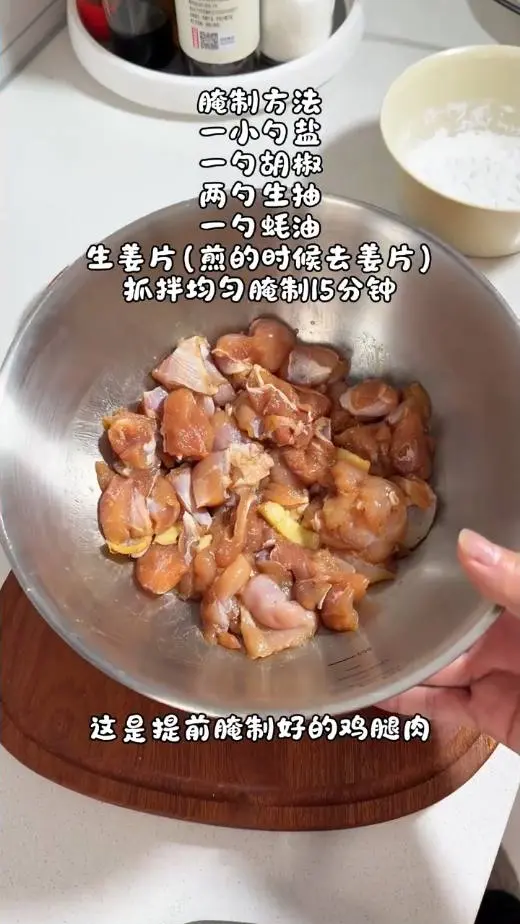 腌制方法
一小勺盐
一勺胡椒
两勺生抽
一勺蚝油
生姜片(煎的时候去姜片)
抓拌均匀腌制15分钟
这是提前腌制好的鸡腿肉